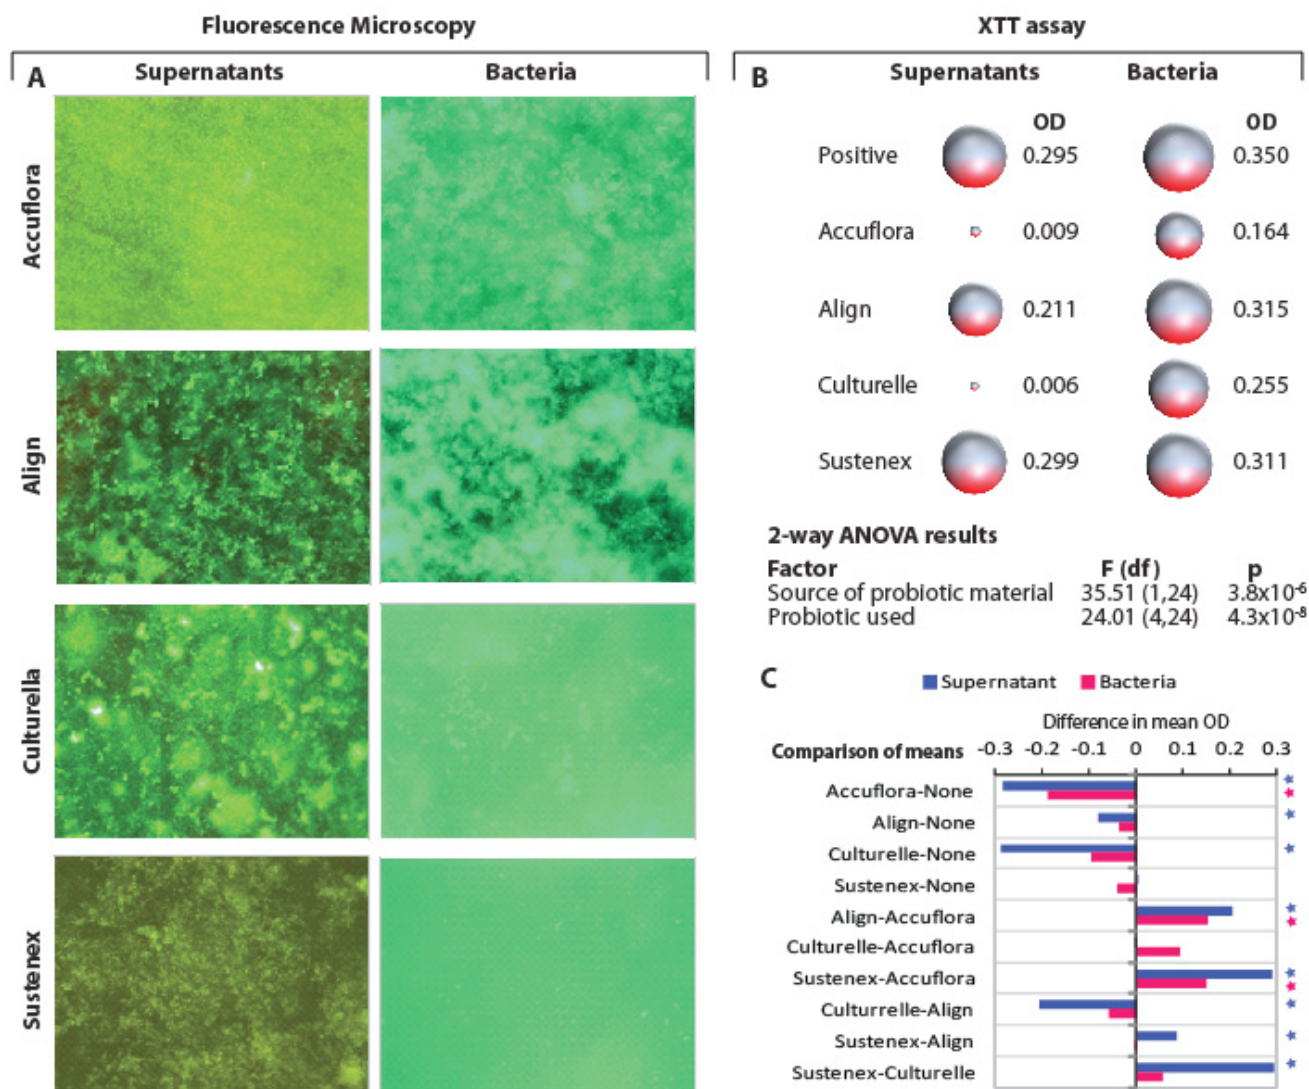 Fluorescence Microscopy
A
Supernatants Bacteria
Accuflora
Align
Culturella
Sustenex
XTT assay
B
Supernatants Bacteria
OD OD
Positive 0.295 0.350
Accuflora 0.009 0.164
Align 0.211 0.315
Culturelle 0.006 0.255
Sustenex 0.299 0.311
2-way ANOVA results
Factor F (df) p
Source of probiotic material 35.51 (1,24) 3.8x10⁻⁶
Probiotic used 24.01 (4,24) 4.3x10⁻⁸
C
Supernatant Bacteria
Difference in mean OD
Comparison of means -0.3 -0.2 -0.1 0 0.1 0.2 0.3
Accuflora-None
Align-None
Culturelle-None
Sustenex-None
Align-Accuflora
Culturelle-Accuflora
Sustenex-Accuflora
Culturrelle-Align
Sustenex-Align
Sustenex-Culturelle